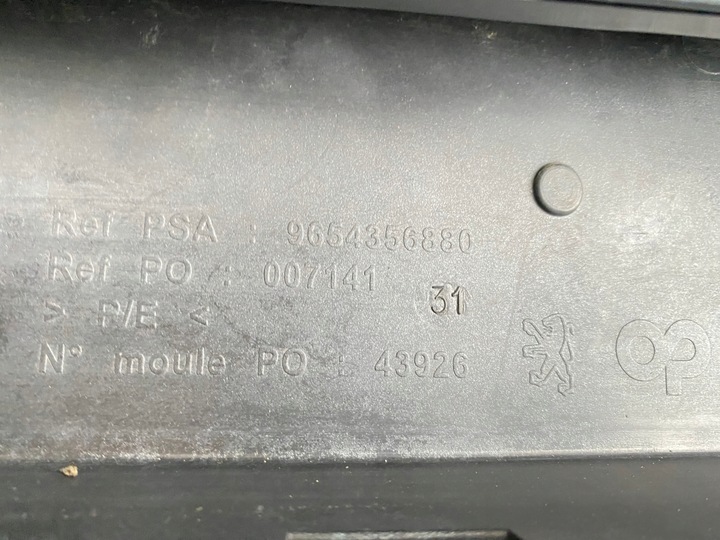 Ref PSA : 9654356880
Ref PO : 007141
31
> P/E <
N° moule PO : 43926